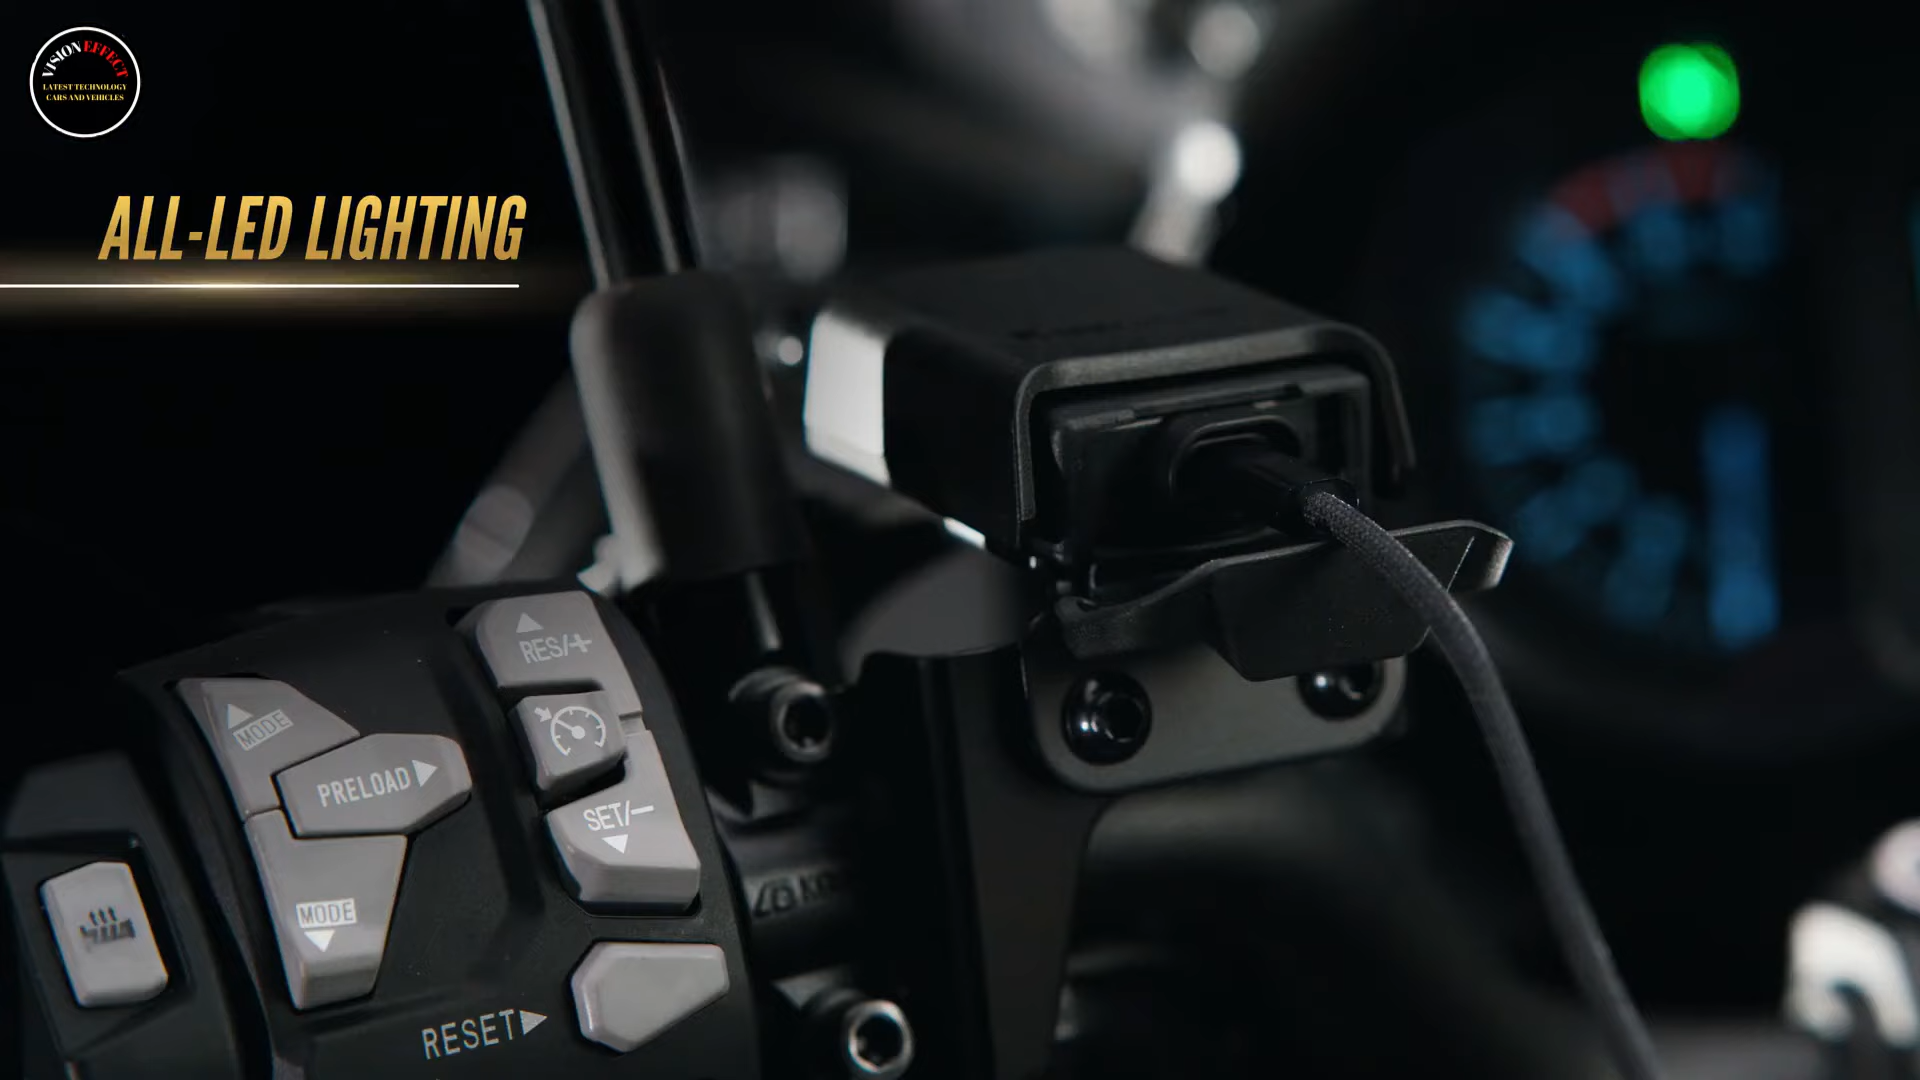 VISION EFFECT
LATEST TECHNOLOGY
CARS AND VEHICLES
ALL-LED LIGHTING
RES/+
MODE
PRELOAD
SET/-
MODE
RESET